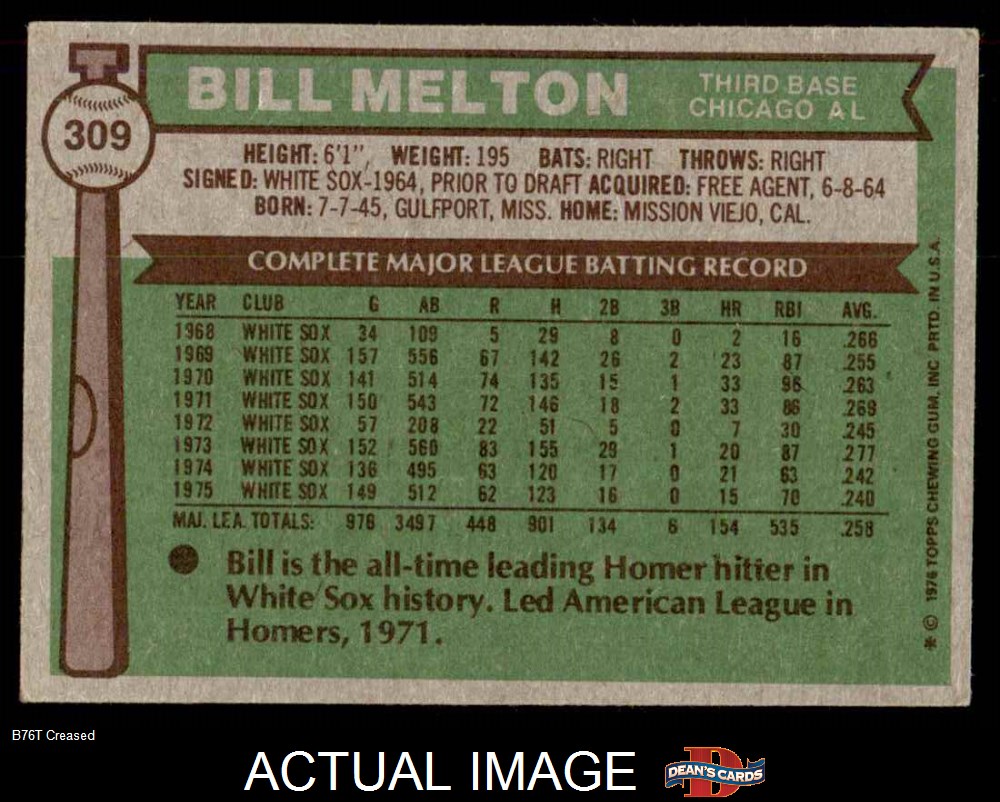 T
309
BILL MELTON
THIRD BASE
CHICAGO AL
HEIGHT: 6'1", WEIGHT: 195 BATS: RIGHT THROWS: RIGHT
SIGNED: WHITE SOX-1964, PRIOR TO DRAFT ACQUIRED: FREE AGENT, 6-8-64
BORN: 7-7-45, GULFPORT, MISS. HOME: MISSION VIEJO, CAL.
COMPLETE MAJOR LEAGUE BATTING RECORD
YEAR CLUB G AB R H 2B 3B HR RBI AVG.
1968 WHITE SOX 34 109 5 29 8 0 2 16 .266
1969 WHITE SOX 157 556 67 142 26 2 23 87 .255
1970 WHITE SOX 141 514 74 135 15 1 33 96 .263
1971 WHITE SOX 150 543 72 146 18 2 33 86 .269
1972 WHITE SOX 57 208 22 51 5 0 7 30 .245
1973 WHITE SOX 152 560 83 155 29 1 20 87 .277
1974 WHITE SOX 136 495 63 120 17 0 21 63 .242
1975 WHITE SOX 149 512 62 123 16 0 15 70 .240
MAJ. LEA. TOTALS: 976 3497 448 901 134 6 154 535 .258
Bill is the all-time leading Homer hitter in
White Sox history. Led American League in
Homers, 1971.
* © 1976 TOPPS CHEWING GUM, INC PRTD. IN U.S.A.
B76T Creased
ACTUAL IMAGE
D
DEAN'S CARDS